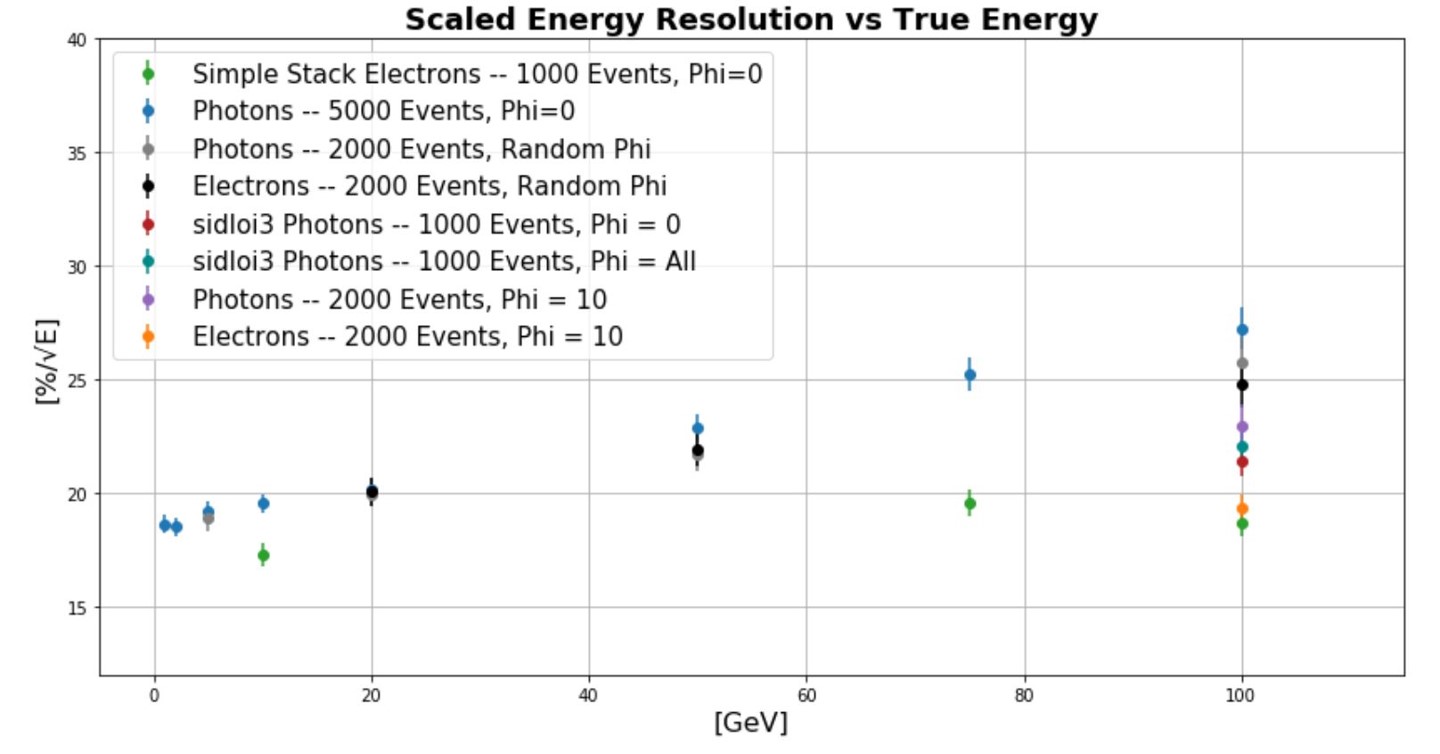 Scaled Energy Resolution vs True Energy
40
35
30
25
20
15
[%/√E]
Simple Stack Electrons -- 1000 Events, Phi=0
Photons -- 5000 Events, Phi=0
Photons -- 2000 Events, Random Phi
Electrons -- 2000 Events, Random Phi
sidloi3 Photons -- 1000 Events, Phi = 0
sidloi3 Photons -- 1000 Events, Phi = All
Photons -- 2000 Events, Phi = 10
Electrons -- 2000 Events, Phi = 10
0 20 40 60 80 100
[GeV]